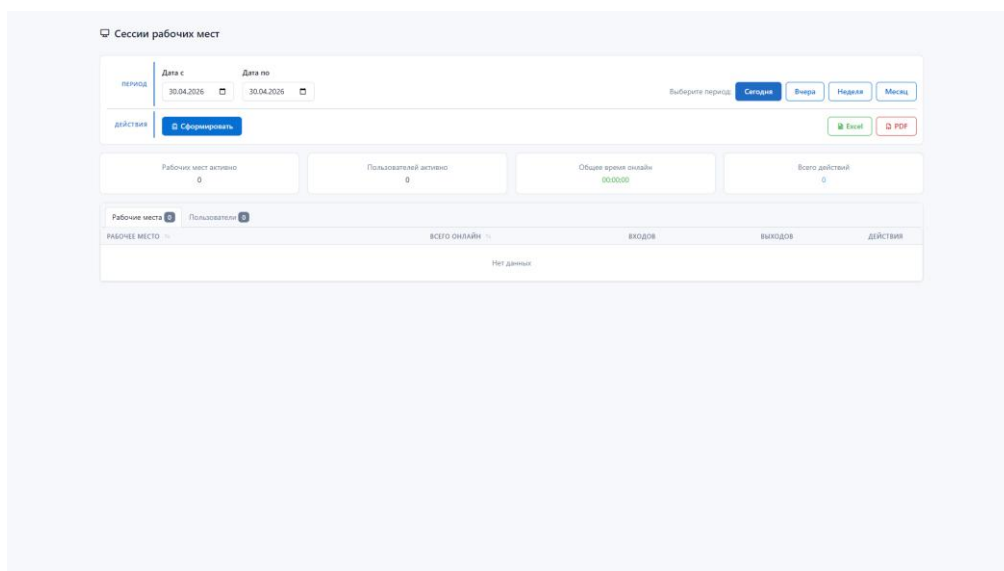 Сессии рабочих мест
ПЕРИОД
Дата с
Дата по
30.04.2026
30.04.2026
Выберите период:
Сегодня
Вчера
Неделя
Месяц
ДЕЙСТВИЯ
Сформировать
Excel
PDF
Рабочих мест активно
0
Пользователей активно
0
Общее время онлайн
00:00:00
Всего действий
0
Рабочие места 0
Пользователи 0
РАБОЧЕЕ МЕСТО
ВСЕГО ОНЛАЙН
ВХОДОВ
ВЫХОДОВ
ДЕЙСТВИЯ
Нет данных